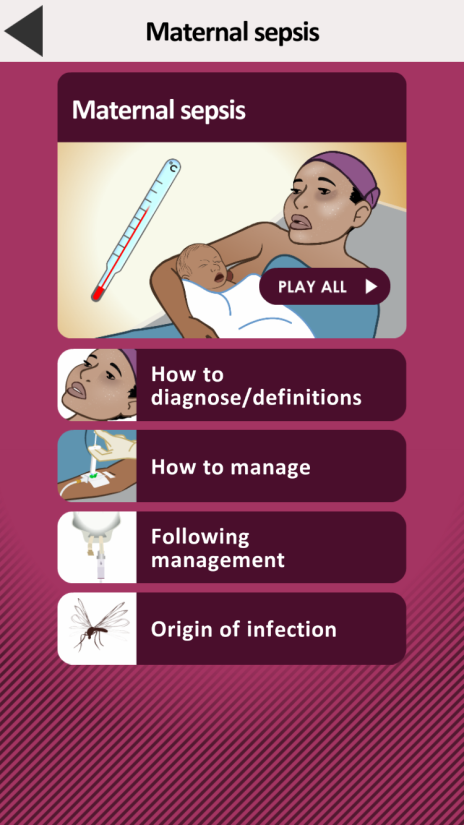 Maternal sepsis
Maternal sepsis
°C
PLAY ALL
How to
diagnose/definitions
How to manage
Following
management
Origin of infection